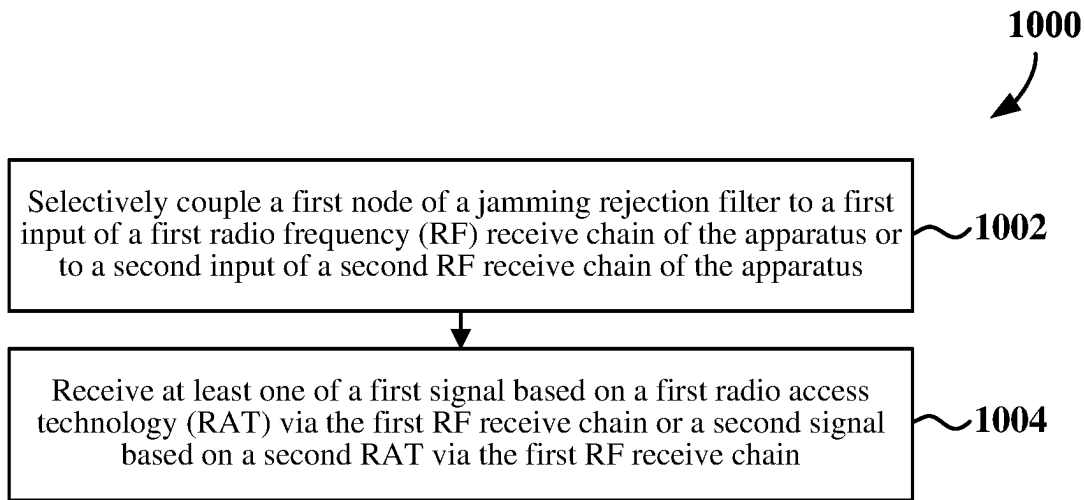 1000
Selectively couple a first node of a jamming rejection filter to a first
input of a first radio frequency (RF) receive chain of the apparatus or
to a second input of a second RF receive chain of the apparatus
1002
Receive at least one of a first signal based on a first radio access
technology (RAT) via the first RF receive chain or a second signal
based on a second RAT via the first RF receive chain
1004